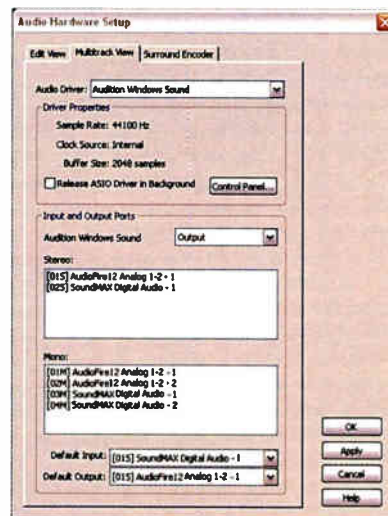 Audio Hardware Setup
Edit View Multitrack View Surround Encoder
Audio Driver: Audition Windows Sound
Driver Properties
Sample Rate: 44100 Hz
Clock Source: Internal
Buffer Size: 2048 samples
Release ASIO Driver in Background Control Panel...
Input and Output Ports
Audition Windows Sound Output
Stereo:
[01S] AudioFire12 Analog 1-2 - 1
[02S] SoundMAX Digital Audio - 1
Mono:
[01M] AudioFire12 Analog 1-2 - 1
[02M] AudioFire12 Analog 1-2 - 2
[03M] SoundMAX Digital Audio - 1
[04M] SoundMAX Digital Audio - 2
OK
Apply
Default Input: [01S] SoundMAX Digital Audio - 1
Cancel
Default Output: [01S] AudioFire12 Analog 1-2 - 1
Help